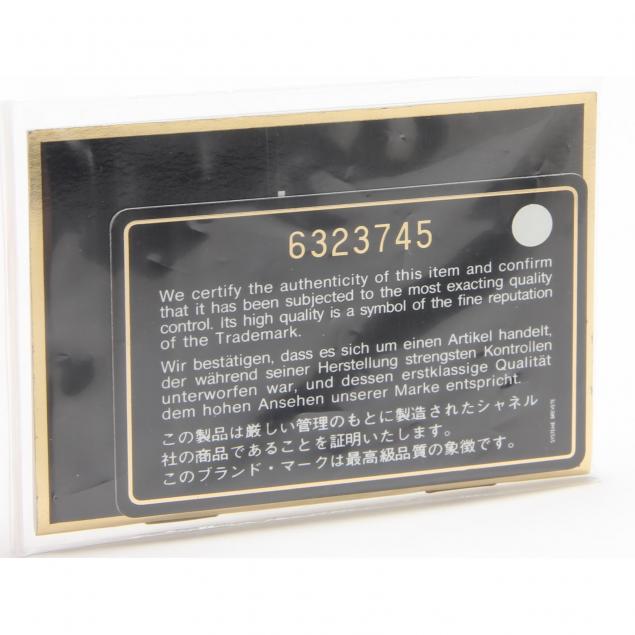 6323745
We certify the authenticity of this item and confirm
that it has been subjected to the most exacting quality
control. Its high quality is a symbol of the fine reputation
of the Trademark.
Wir bestätigen, dass es sich um einen Artikel handelt,
der während seiner Herstellung strengsten Kontrollen
unterworfen war, und dessen erstklassige Qualität
dem hohen Ansehen unserer Marke entspricht.
この製品は厳しい管理のもとに製造されたシャネル
社の商品であることを証明いたします。
このブランド・マークは最高級品質の象徴です。
SYSTEME BREVETE